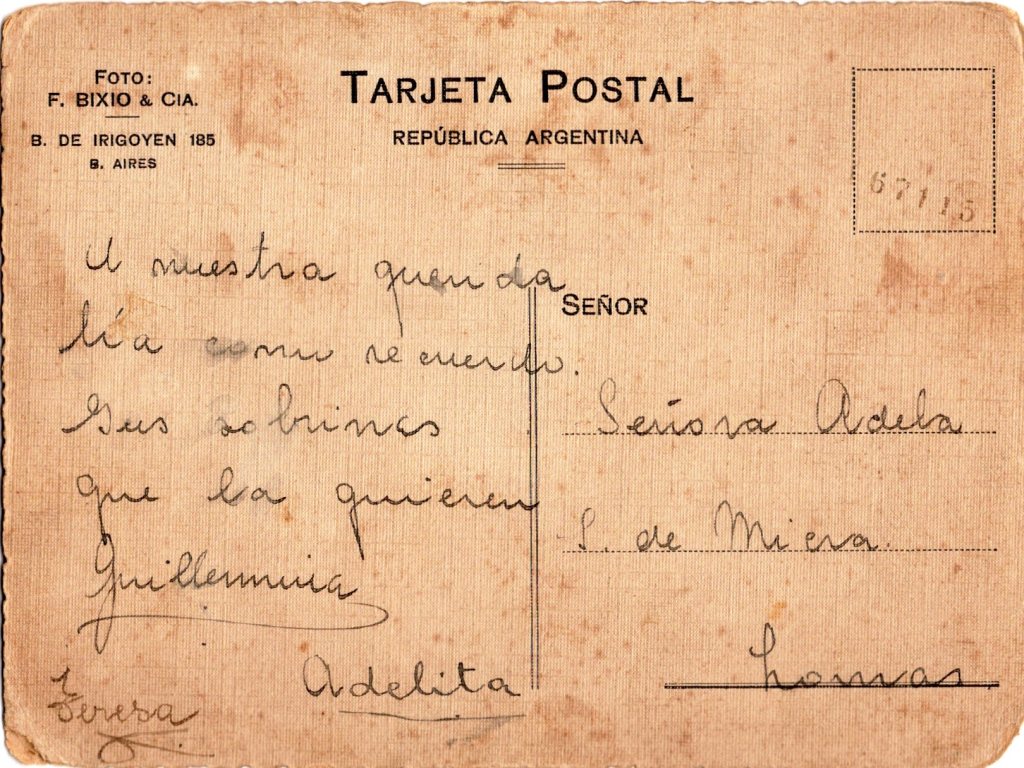 FOTO:
F. BIXIO & CIA.
B. DE IRIGOYEN 185
B. AIRES
TARJETA POSTAL
REPÚBLICA ARGENTINA
67115
A nuestra querida
tía como recuerdo.
Sus sobrinas
que la quieren
Guillermina
Adelita
y Teresa
SEÑOR
Señora Adela
S. de Miera.
Lomas